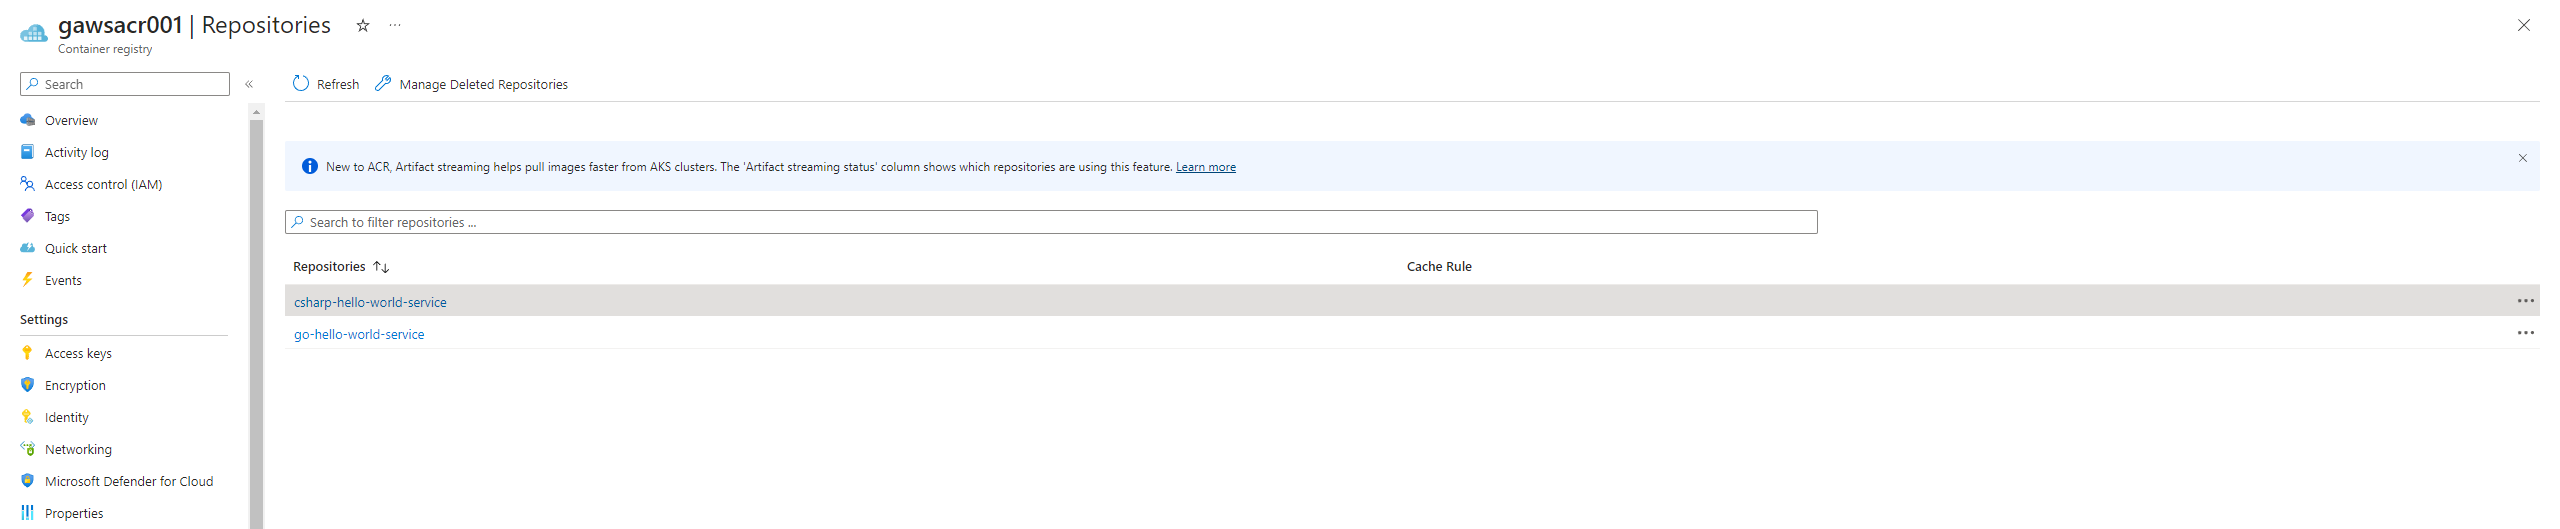 gawsacr001 | Repositories
Container registry
Search
Overview
Activity log
Access control (IAM)
Tags
Quick start
Events
Settings
Access keys
Encryption
Identity
Networking
Microsoft Defender for Cloud
Properties
Refresh
Manage Deleted Repositories
New to ACR, Artifact streaming helps pull images faster from AKS clusters. The 'Artifact streaming status' column shows which repositories are using this feature. Learn more
Search to filter repositories ...
Repositories Cache Rule
csharp-hello-world-service
go-hello-world-service